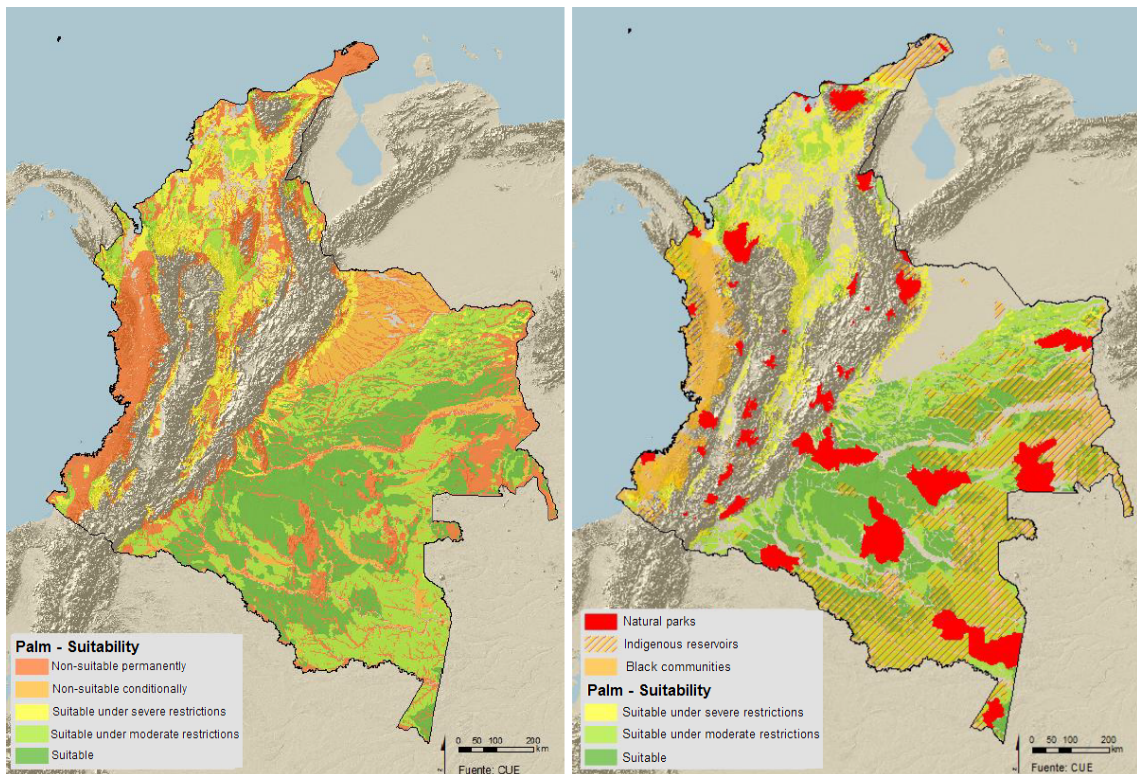 Palm - Suitability
Non-suitable permanently
Non-suitable conditionally
Suitable under severe restrictions
Suitable under moderate restrictions
Suitable
0 50 100 200
km
Fuente: CUE
Natural parks
Indigenous reservoirs
Black communities
Palm - Suitability
Suitable under severe restrictions
Suitable under moderate restrictions
Suitable
0 50 100 200
km
Fuente: CUE